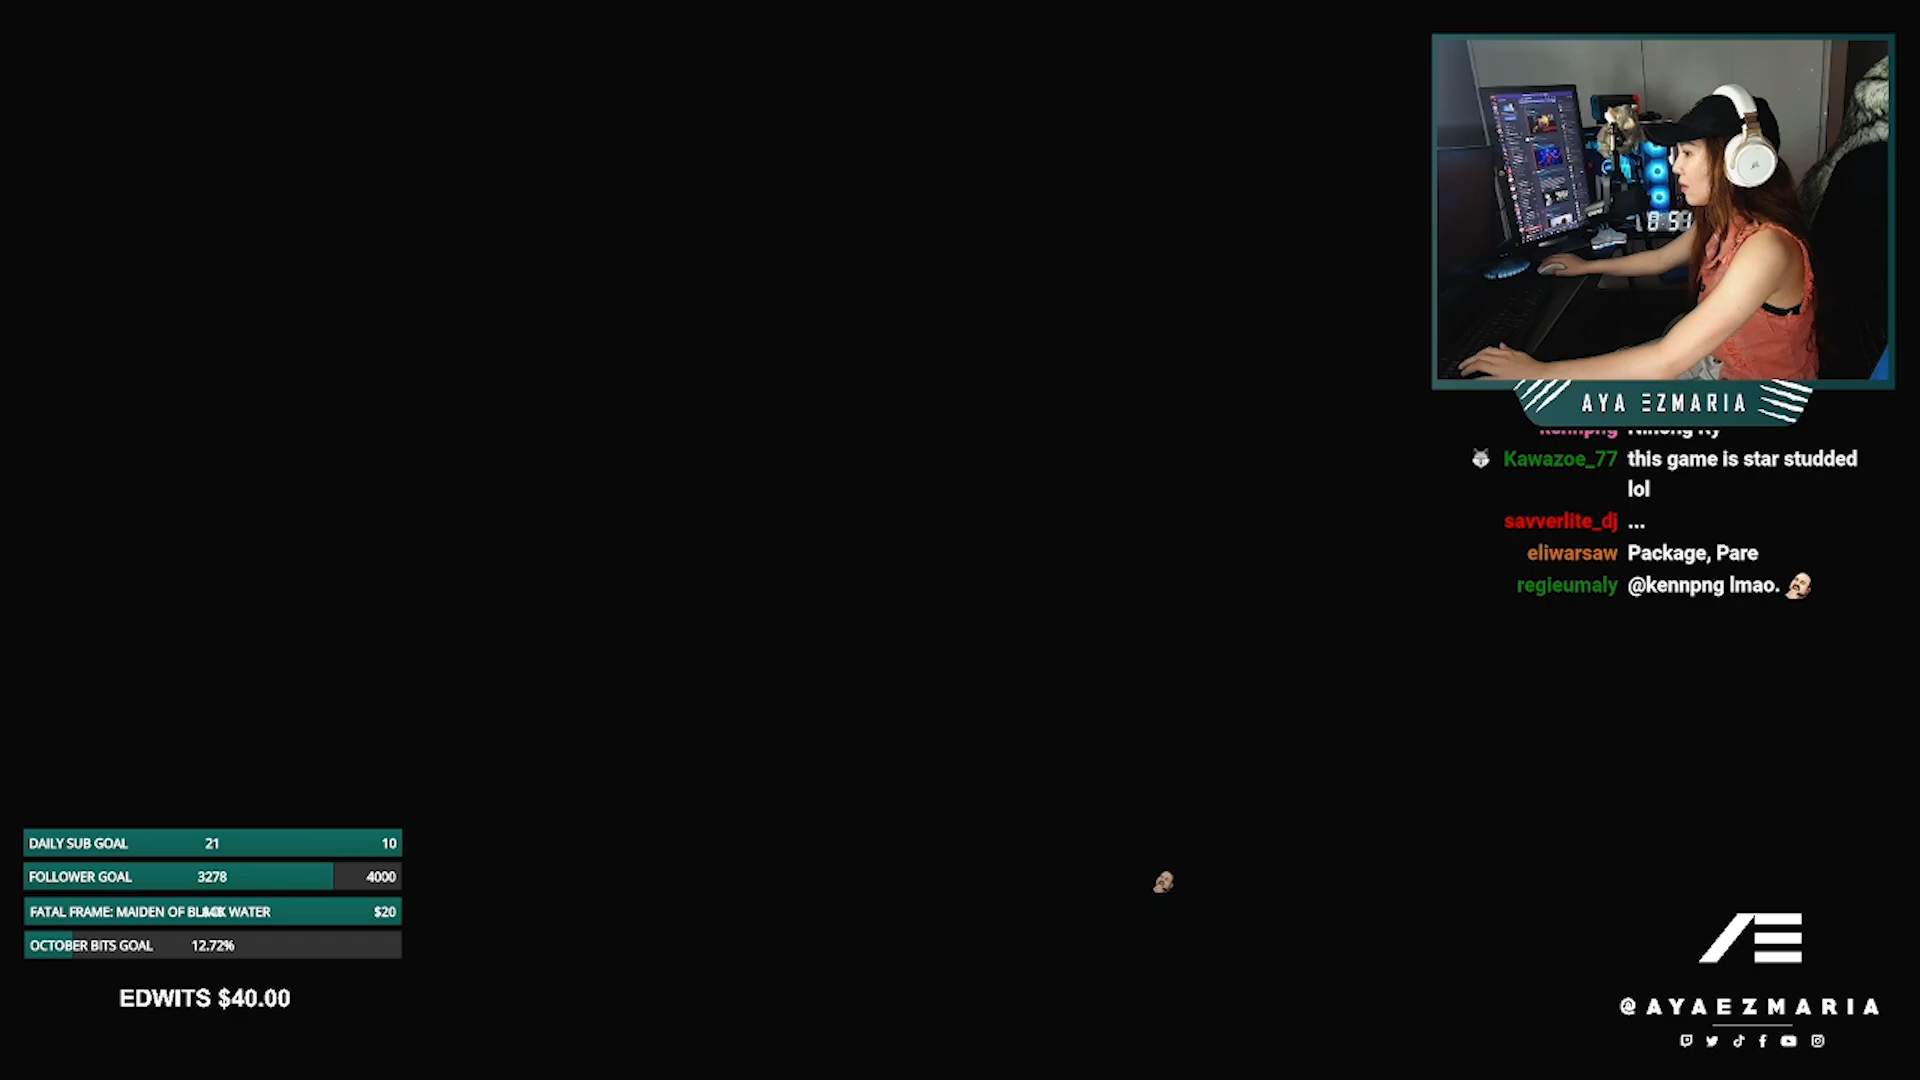 AYA EZMARIA
Kawazoe_77 this game is star studded
lol
savverlite_dj ...
eliwarsaw Package, Pare
regieumaly @kennpng lmao.
DAILY SUB GOAL 21 10
FOLLOWER GOAL 3278 4000
FATAL FRAME: MAIDEN OF BLACK WATER $20
OCTOBER BITS GOAL 12.72%
EDWITS $40.00
@AYAEZMARIA